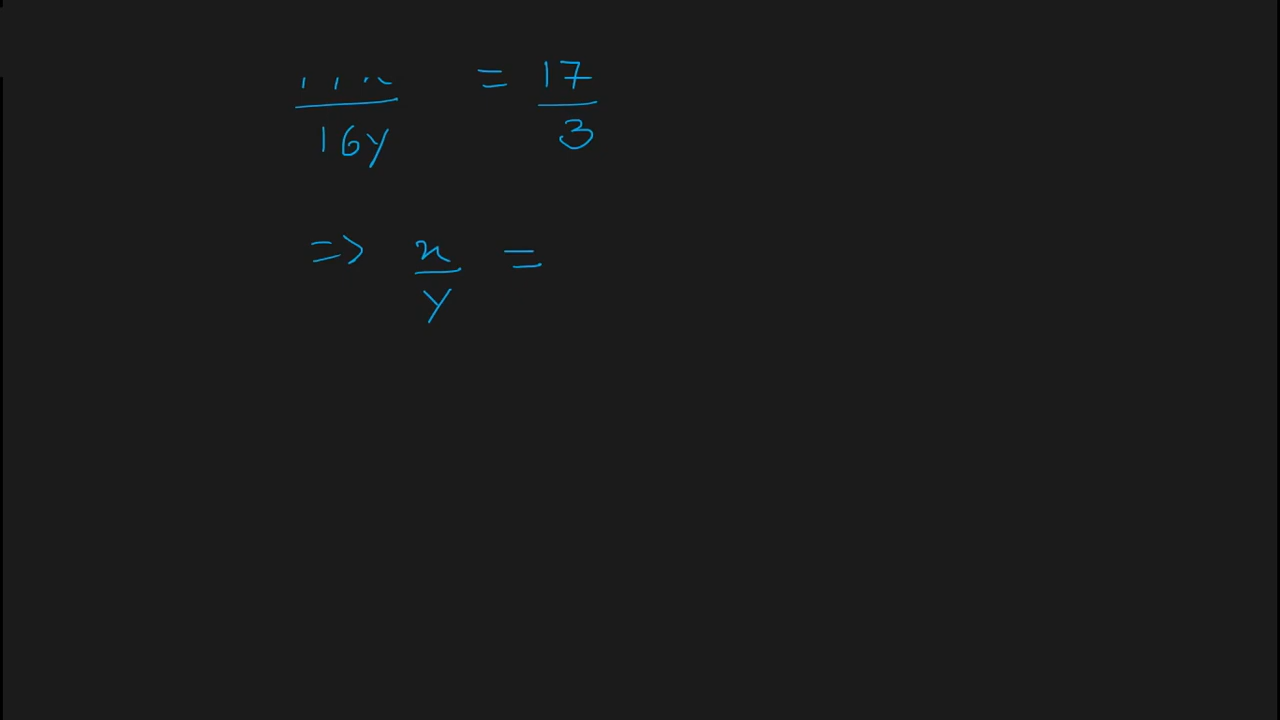 /16y = 17/3
=> x/y =